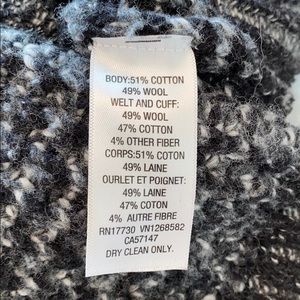 BODY:51% COTTON
49% WOOL
WELT AND CUFF:
49% WOOL
47% COTTON
4% OTHER FIBER
CORPS:51% COTON
49% LAINE
OURLET ET POIGNET:
49% LAINE
47% COTON
4% AUTRE FIBRE
RN17730 VN1268582
CA57147
DRY CLEAN ONLY.